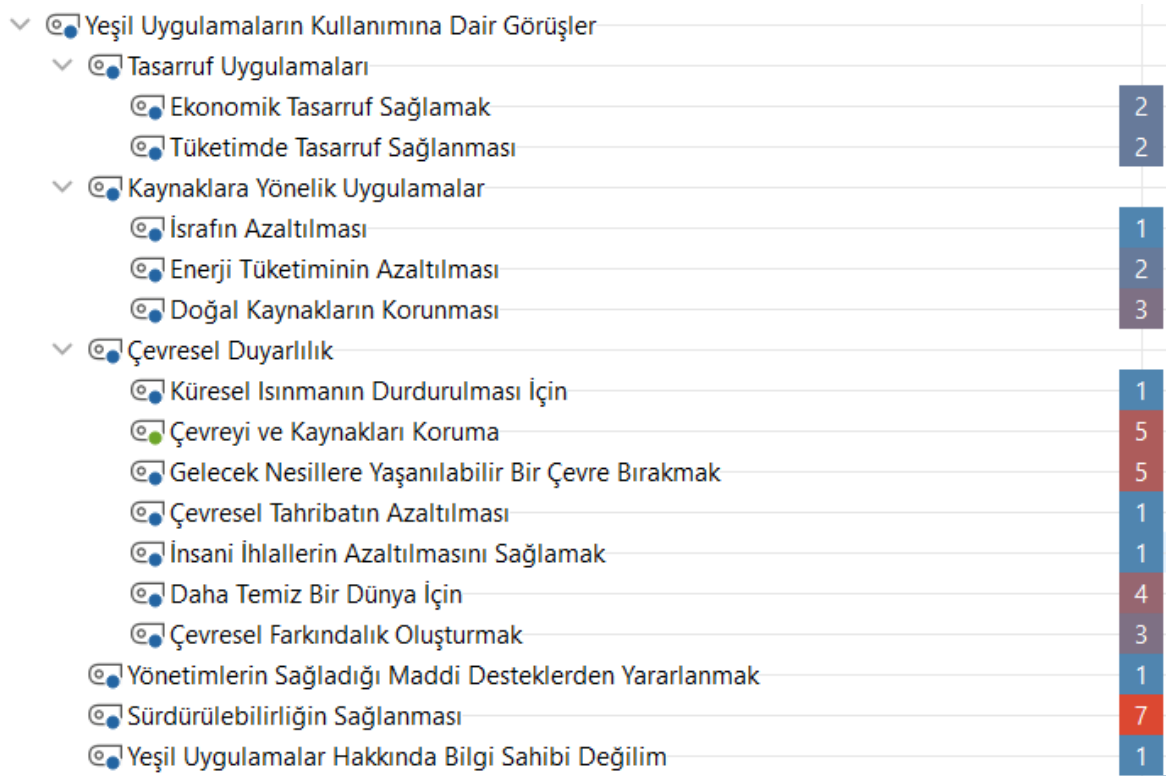 Yeşil Uygulamaların Kullanımına Dair Görüşler
Tasarruf Uygulamaları
Ekonomik Tasarruf Sağlamak 2
Tüketimde Tasarruf Sağlanması 2
Kaynaklara Yönelik Uygulamalar
İsrafın Azaltılması 1
Enerji Tüketiminin Azaltılması 2
Doğal Kaynakların Korunması 3
Çevresel Duyarlılık
Küresel Isınmanın Durdurulması İçin 1
Çevreyi ve Kaynakları Koruma 5
Gelecek Nesillere Yaşanılabilir Bir Çevre Bırakmak 5
Çevresel Tahribatın Azaltılması 1
İnsani İhlallerin Azaltılmasını Sağlamak 1
Daha Temiz Bir Dünya İçin 4
Çevresel Farkındalık Oluşturmak 3
Yönetimlerin Sağladığı Maddi Desteklerden Yararlanmak 1
Sürdürülebilirliğin Sağlanması 7
Yeşil Uygulamalar Hakkında Bilgi Sahibi Değilim 1